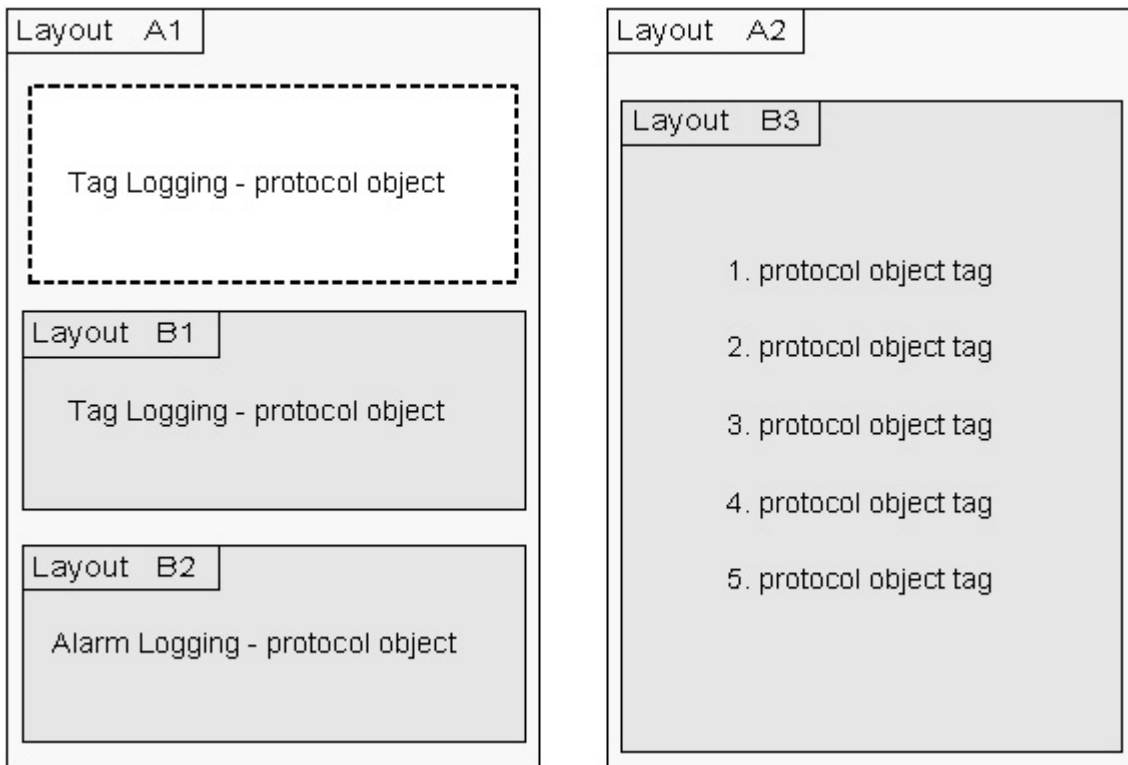 Layout A1
Tag Logging - protocol object
Layout B1
Tag Logging - protocol object
Layout B2
Alarm Logging - protocol object
Layout A2
Layout B3
1. protocol object tag
2. protocol object tag
3. protocol object tag
4. protocol object tag
5. protocol object tag